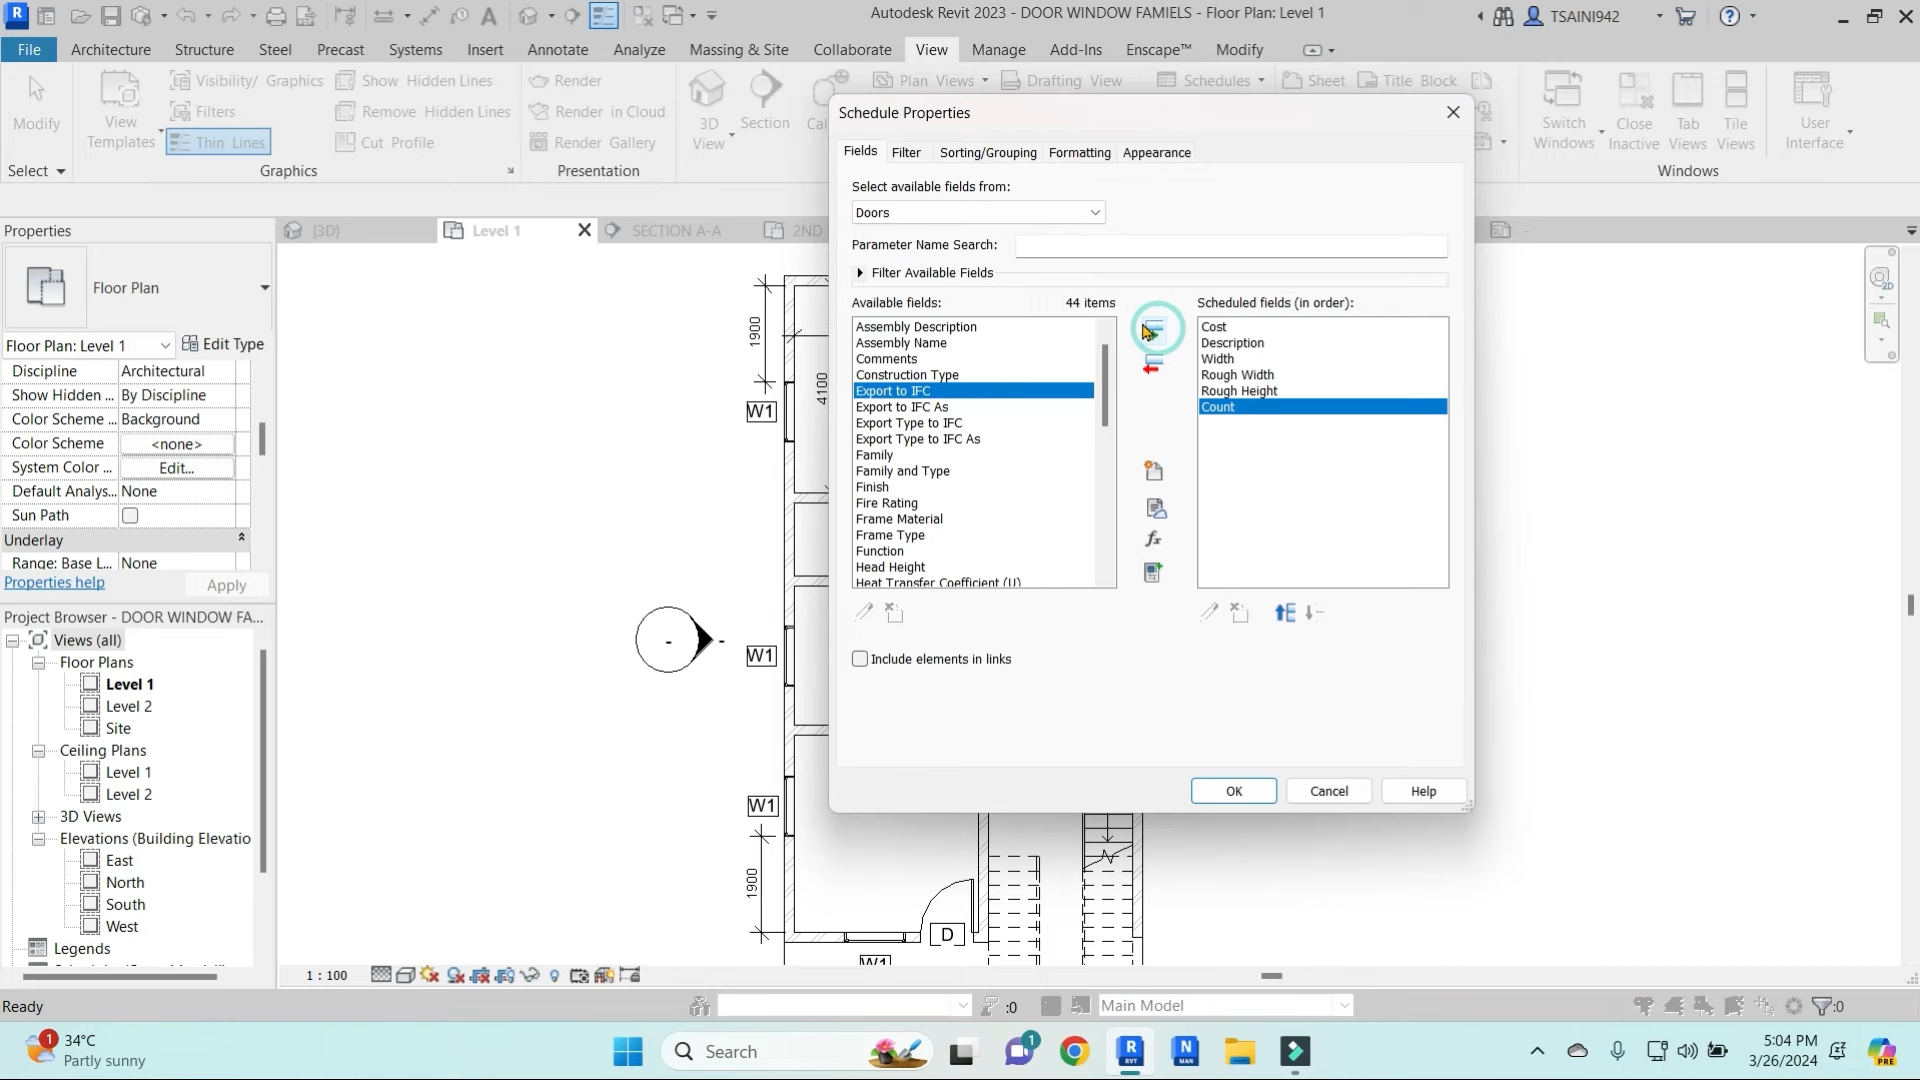 Autodesk Revit 2023 - DOOR WINDOW FAMIELS - Floor Plan: Level 1
TSAINI942
File Architecture Structure Steel Precast Systems Insert Annotate Analyze Massing & Site Collaborate View Manage Add-Ins Enscape™ Modify
Modify
View Templates
Visibility/ Graphics
Filters
Thin Lines
Show Hidden Lines
Remove Hidden Lines
Cut Profile
Render
Render in Cloud
Render Gallery
3D View
Section
Plan Views
Drafting View
Schedules
Sheet
Title Block
Switch Windows
Close Inactive
Tab Views
Tile Views
User Interface
Select
Graphics
Presentation
Windows
{3D}
Level 1
SECTION A-A
2ND
Properties
Floor Plan
Floor Plan: Level 1
Edit Type
Discipline Architectural
Show Hidden ... By Discipline
Color Scheme ... Background
Color Scheme <none>
System Color ... Edit...
Default Analys... None
Sun Path
Underlay
Range: Base L... None
Properties help
Apply
Project Browser - DOOR WINDOW FA...
Views (all)
Floor Plans
Level 1
Level 2
Site
Ceiling Plans
Level 1
Level 2
3D Views
Elevations (Building Elevatio
East
North
South
West
Legends
1900
4100
W1
W1
W1
1900
D
W1
N
Schedule Properties
Fields Filter Sorting/Grouping Formatting Appearance
Select available fields from:
Doors
Parameter Name Search:
Filter Available Fields
Available fields: 44 items
Assembly Description
Assembly Name
Comments
Construction Type
Export to IFC
Export to IFC As
Export Type to IFC
Export Type to IFC As
Family
Family and Type
Finish
Fire Rating
Frame Material
Frame Type
Function
Head Height
Heat Transfer Coefficient (U)
Scheduled fields (in order):
Cost
Description
Width
Rough Width
Rough Height
Count
Include elements in links
OK Cancel Help
1 : 100
Ready
:0
Main Model
:0
1
34°C
Partly sunny
Search
1
5:04 PM
3/26/2024